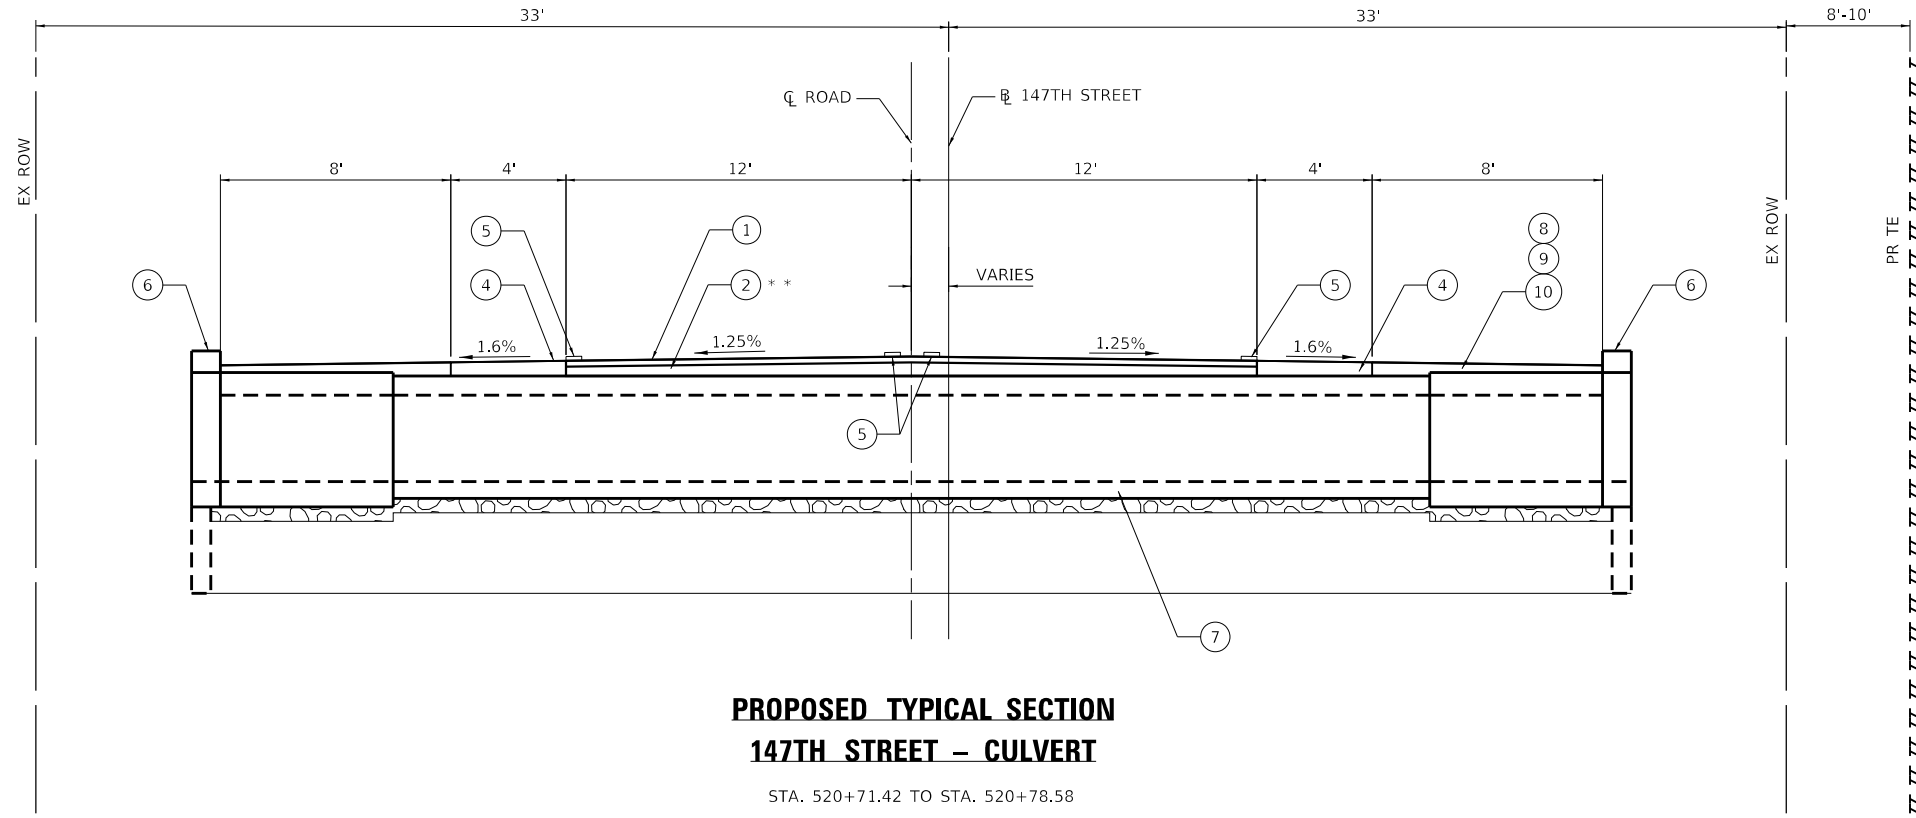 33'
33'
8'-10'
℄ ROAD
B̲L 147TH STREET
EX ROW
8'
4'
12'
12'
4'
8'
EX ROW
PR TE
5
1
8
9
10
6
4
2 * *
VARIES
5
4
6
1.6%
1.25%
1.25%
1.6%
5
7
PROPOSED TYPICAL SECTION
147TH STREET – CULVERT
STA. 520+71.42 TO STA. 520+78.58